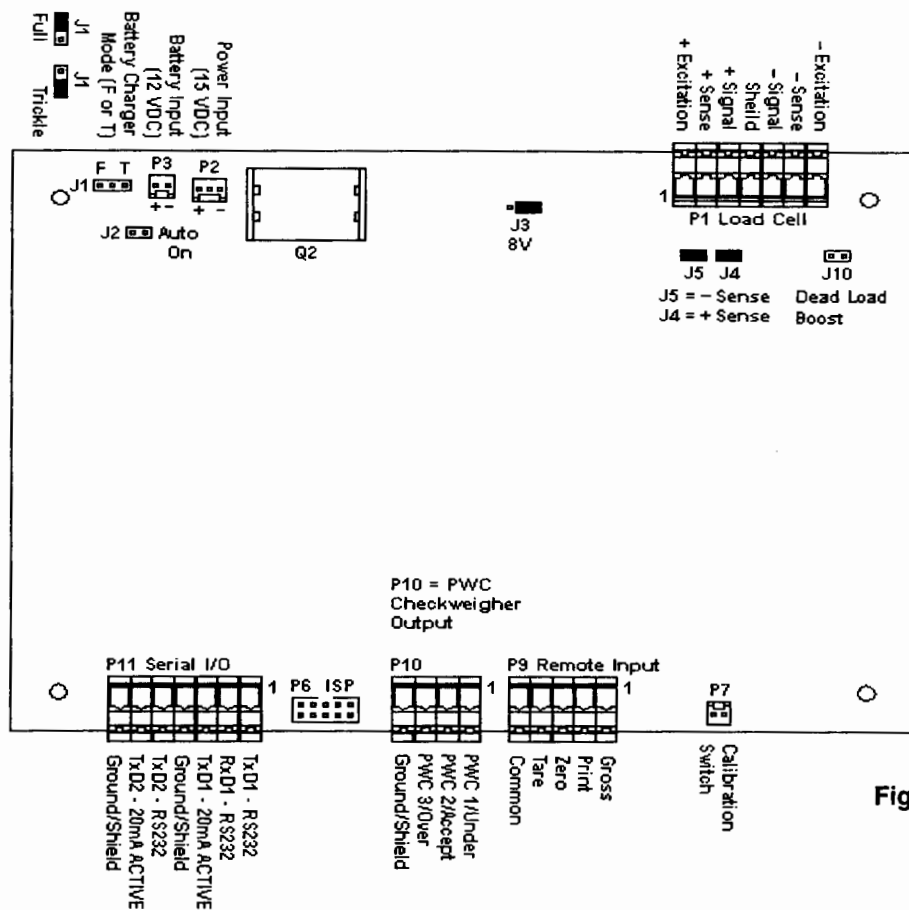 J1
Full
J1
Trickle
Battery Charger
Mode (F or T)
Battery Input
(12 VDC)
Power Input
(15 VDC)
+ Excitation
+ Sense
+ Signal
Sheild
- Signal
- Sense
- Excitation
F T
J1
P3
+ -
P2
+ -
J2
Auto
On
Q2
J3
8V
1
P1 Load Cell
J5 J4
J5 = - Sense
J4 = + Sense
J10
Dead Load
Boost
P10 = PWC
Checkweigher
Output
P11 Serial I/O
1
P6 ISP
P10
1
P9 Remote Input
1
P7
Ground/Shield
TxD2 - 20mA ACTIVE
TxD2 - RS232
Ground/Shield
TxD1 - 20mA ACTIVE
RxD1 - RS232
TxD1 - RS232
Ground/Shield
PWC 3/Over
PWC 2/Accept
PWC 1/Under
Common
Tare
Zero
Print
Gross
Calibration
Switch
Fig